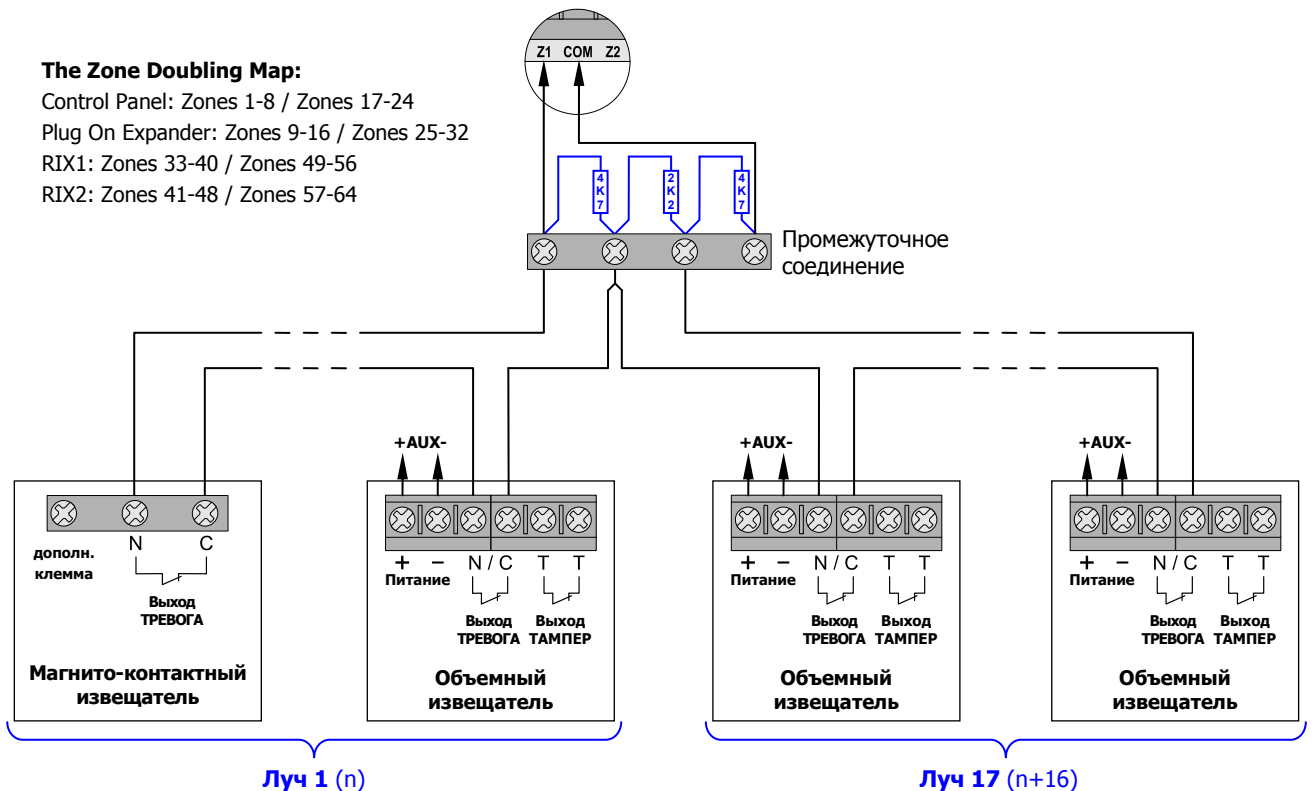 Z1 COM Z2
The Zone Doubling Map:
Control Panel: Zones 1-8 / Zones 17-24
Plug On Expander: Zones 9-16 / Zones 25-32
RIX1: Zones 33-40 / Zones 49-56
RIX2: Zones 41-48 / Zones 57-64
4K7 2K2 4K7
Промежуточное
соединение
+AUX- +AUX- +AUX-
N C
дополн.
клемма
Выход
ТРЕВОГА
Магнито-контактный
извещатель
+ − N / C T T
Питание
Выход Выход
ТРЕВОГА ТАМПЕР
Объемный
извещатель
+ − N / C T T
Питание
Выход Выход
ТРЕВОГА ТАМПЕР
Объемный
извещатель
+ − N / C T T
Питание
Выход Выход
ТРЕВОГА ТАМПЕР
Объемный
извещатель
Луч 1 (n) Луч 17 (n+16)